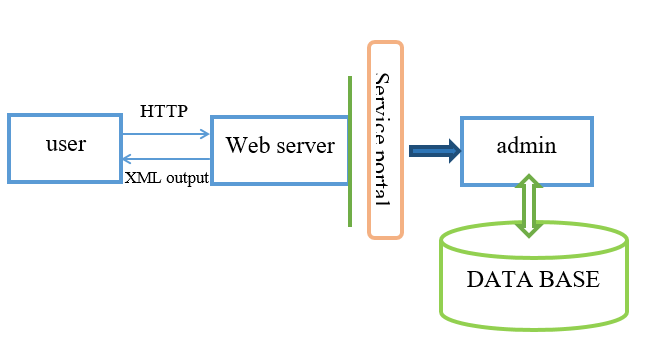 HTTP
user
Web server
XML output
Service portal
admin
DATA BASE